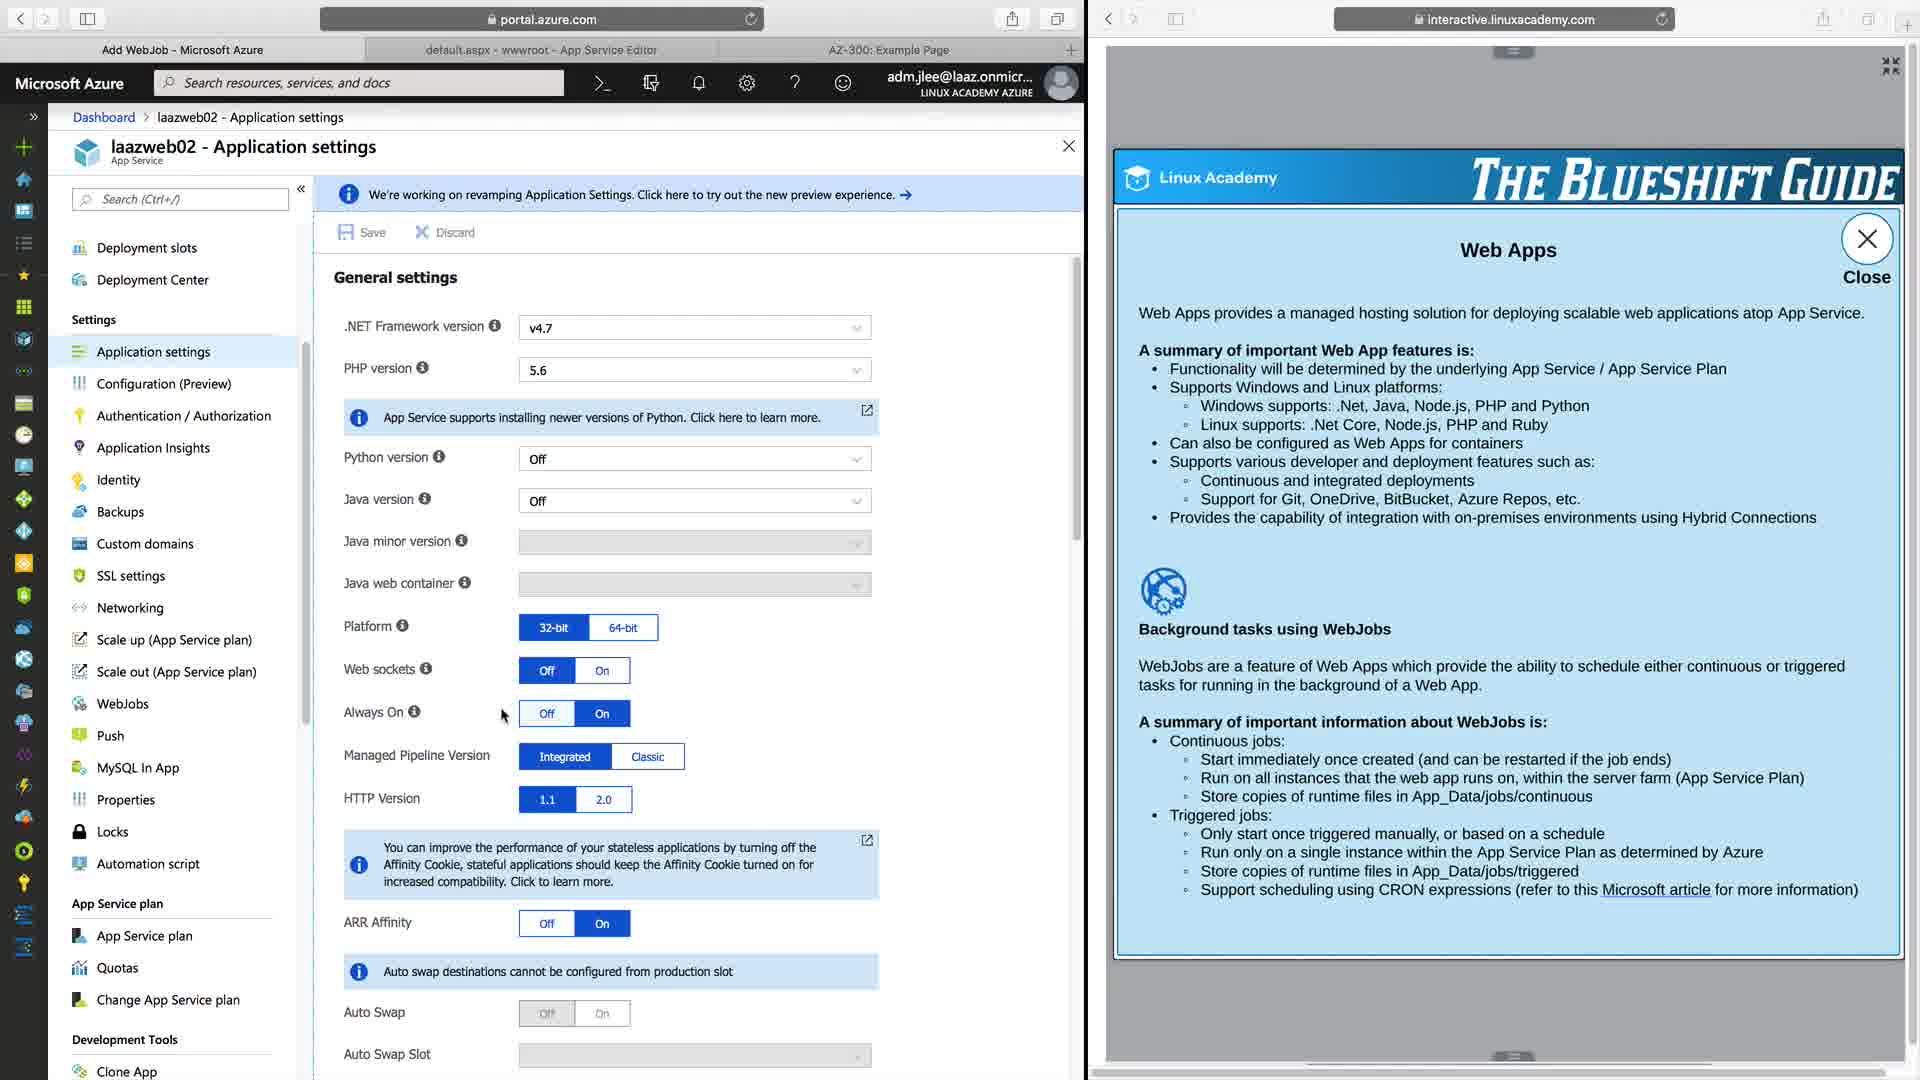 portal.azure.com
Add WebJob - Microsoft Azure
default.aspx - wwwroot - App Service Editor
AZ-300: Example Page
Microsoft Azure
Search resources, services, and docs
adm.jlee@laaz.onmicr...
LINUX ACADEMY AZURE
Dashboard > laazweb02 - Application settings
laazweb02 - Application settings
App Service
Search (Ctrl+/)
Deployment slots
Deployment Center
Settings
Application settings
Configuration (Preview)
Authentication / Authorization
Application Insights
Identity
Backups
Custom domains
SSL settings
Networking
Scale up (App Service plan)
Scale out (App Service plan)
WebJobs
Push
MySQL In App
Properties
Locks
Automation script
App Service plan
App Service plan
Quotas
Change App Service plan
Development Tools
Clone App
We're working on revamping Application Settings. Click here to try out the new preview experience. →
Save
Discard
General settings
.NET Framework version
v4.7
PHP version
5.6
App Service supports installing newer versions of Python. Click here to learn more.
Python version
Off
Java version
Off
Java minor version
Java web container
Platform
32-bit
64-bit
Web sockets
Off
On
Always On
Off
On
Managed Pipeline Version
Integrated
Classic
HTTP Version
1.1
2.0
You can improve the performance of your stateless applications by turning off the
Affinity Cookie, stateful applications should keep the Affinity Cookie turned on for
increased compatibility. Click to learn more.
ARR Affinity
Off
On
Auto swap destinations cannot be configured from production slot
Auto Swap
Off
On
Auto Swap Slot
interactive.linuxacademy.com
Linux Academy
THE BLUESHIFT GUIDE
Web Apps
Close
Web Apps provides a managed hosting solution for deploying scalable web applications atop App Service.
A summary of important Web App features is:
• Functionality will be determined by the underlying App Service / App Service Plan
• Supports Windows and Linux platforms:
◦ Windows supports: .Net, Java, Node.js, PHP and Python
◦ Linux supports: .Net Core, Node.js, PHP and Ruby
• Can also be configured as Web Apps for containers
• Supports various developer and deployment features such as:
◦ Continuous and integrated deployments
◦ Support for Git, OneDrive, BitBucket, Azure Repos, etc.
• Provides the capability of integration with on-premises environments using Hybrid Connections
Background tasks using WebJobs
WebJobs are a feature of Web Apps which provide the ability to schedule either continuous or triggered
tasks for running in the background of a Web App.
A summary of important information about WebJobs is:
• Continuous jobs:
◦ Start immediately once created (and can be restarted if the job ends)
◦ Run on all instances that the web app runs on, within the server farm (App Service Plan)
◦ Store copies of runtime files in App_Data/jobs/continuous
• Triggered jobs:
◦ Only start once triggered manually, or based on a schedule
◦ Run only on a single instance within the App Service Plan as determined by Azure
◦ Store copies of runtime files in App_Data/jobs/triggered
◦ Support scheduling using CRON expressions (refer to this Microsoft article for more information)